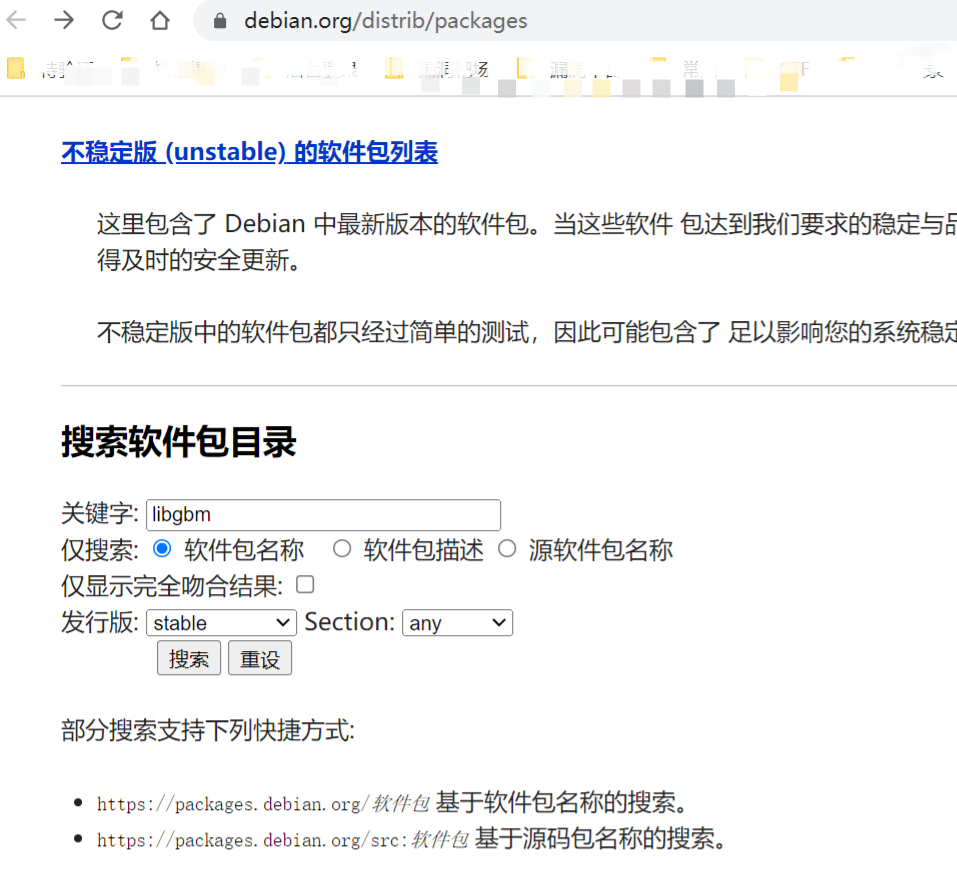 debian.org/distrib/packages
不稳定版 (unstable) 的软件包列表
这里包含了 Debian 中最新版本的软件包。当这些软件 包达到我们要求的稳定与
得及时的安全更新。
不稳定版中的软件包都只经过简单的测试，因此可能包含了 足以影响您的系统稳定
搜索软件包目录
关键字: libgbm
仅搜索: 软件包名称 软件包描述 源软件包名称
仅显示完全吻合结果:
发行版: stable Section: any
搜索 重设
部分搜索支持下列快捷方式:
https://packages.debian.org/软件包 基于软件包名称的搜索。
https://packages.debian.org/src:软件包 基于源码包名称的搜索。